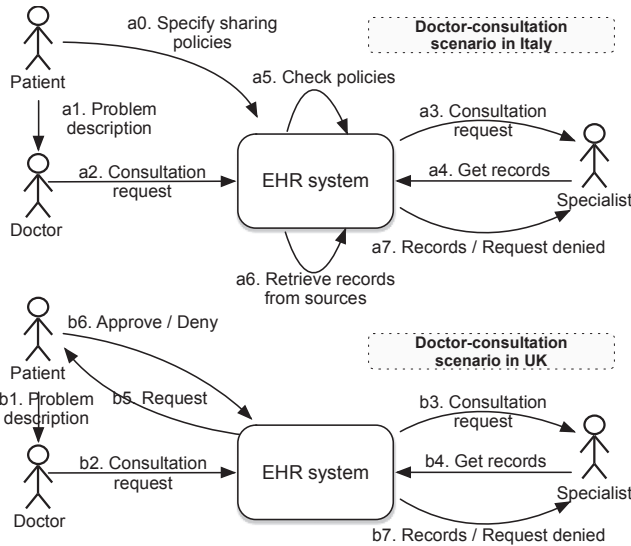 a0. Specify sharing
policies
Doctor-consultation
scenario in Italy
Patient
a5. Check policies
a1. Problem
description
a3. Consultation
request
a2. Consultation
request
EHR system
a4. Get records
Specialist
Doctor
a7. Records / Request denied
a6. Retrieve records
from sources
b6. Approve / Deny
Doctor-consultation
scenario in UK
Patient
b1. Problem
description
b5. Request
b3. Consultation
request
b2. Consultation
request
EHR system
b4. Get records
Specialist
Doctor
b7. Records / Request denied